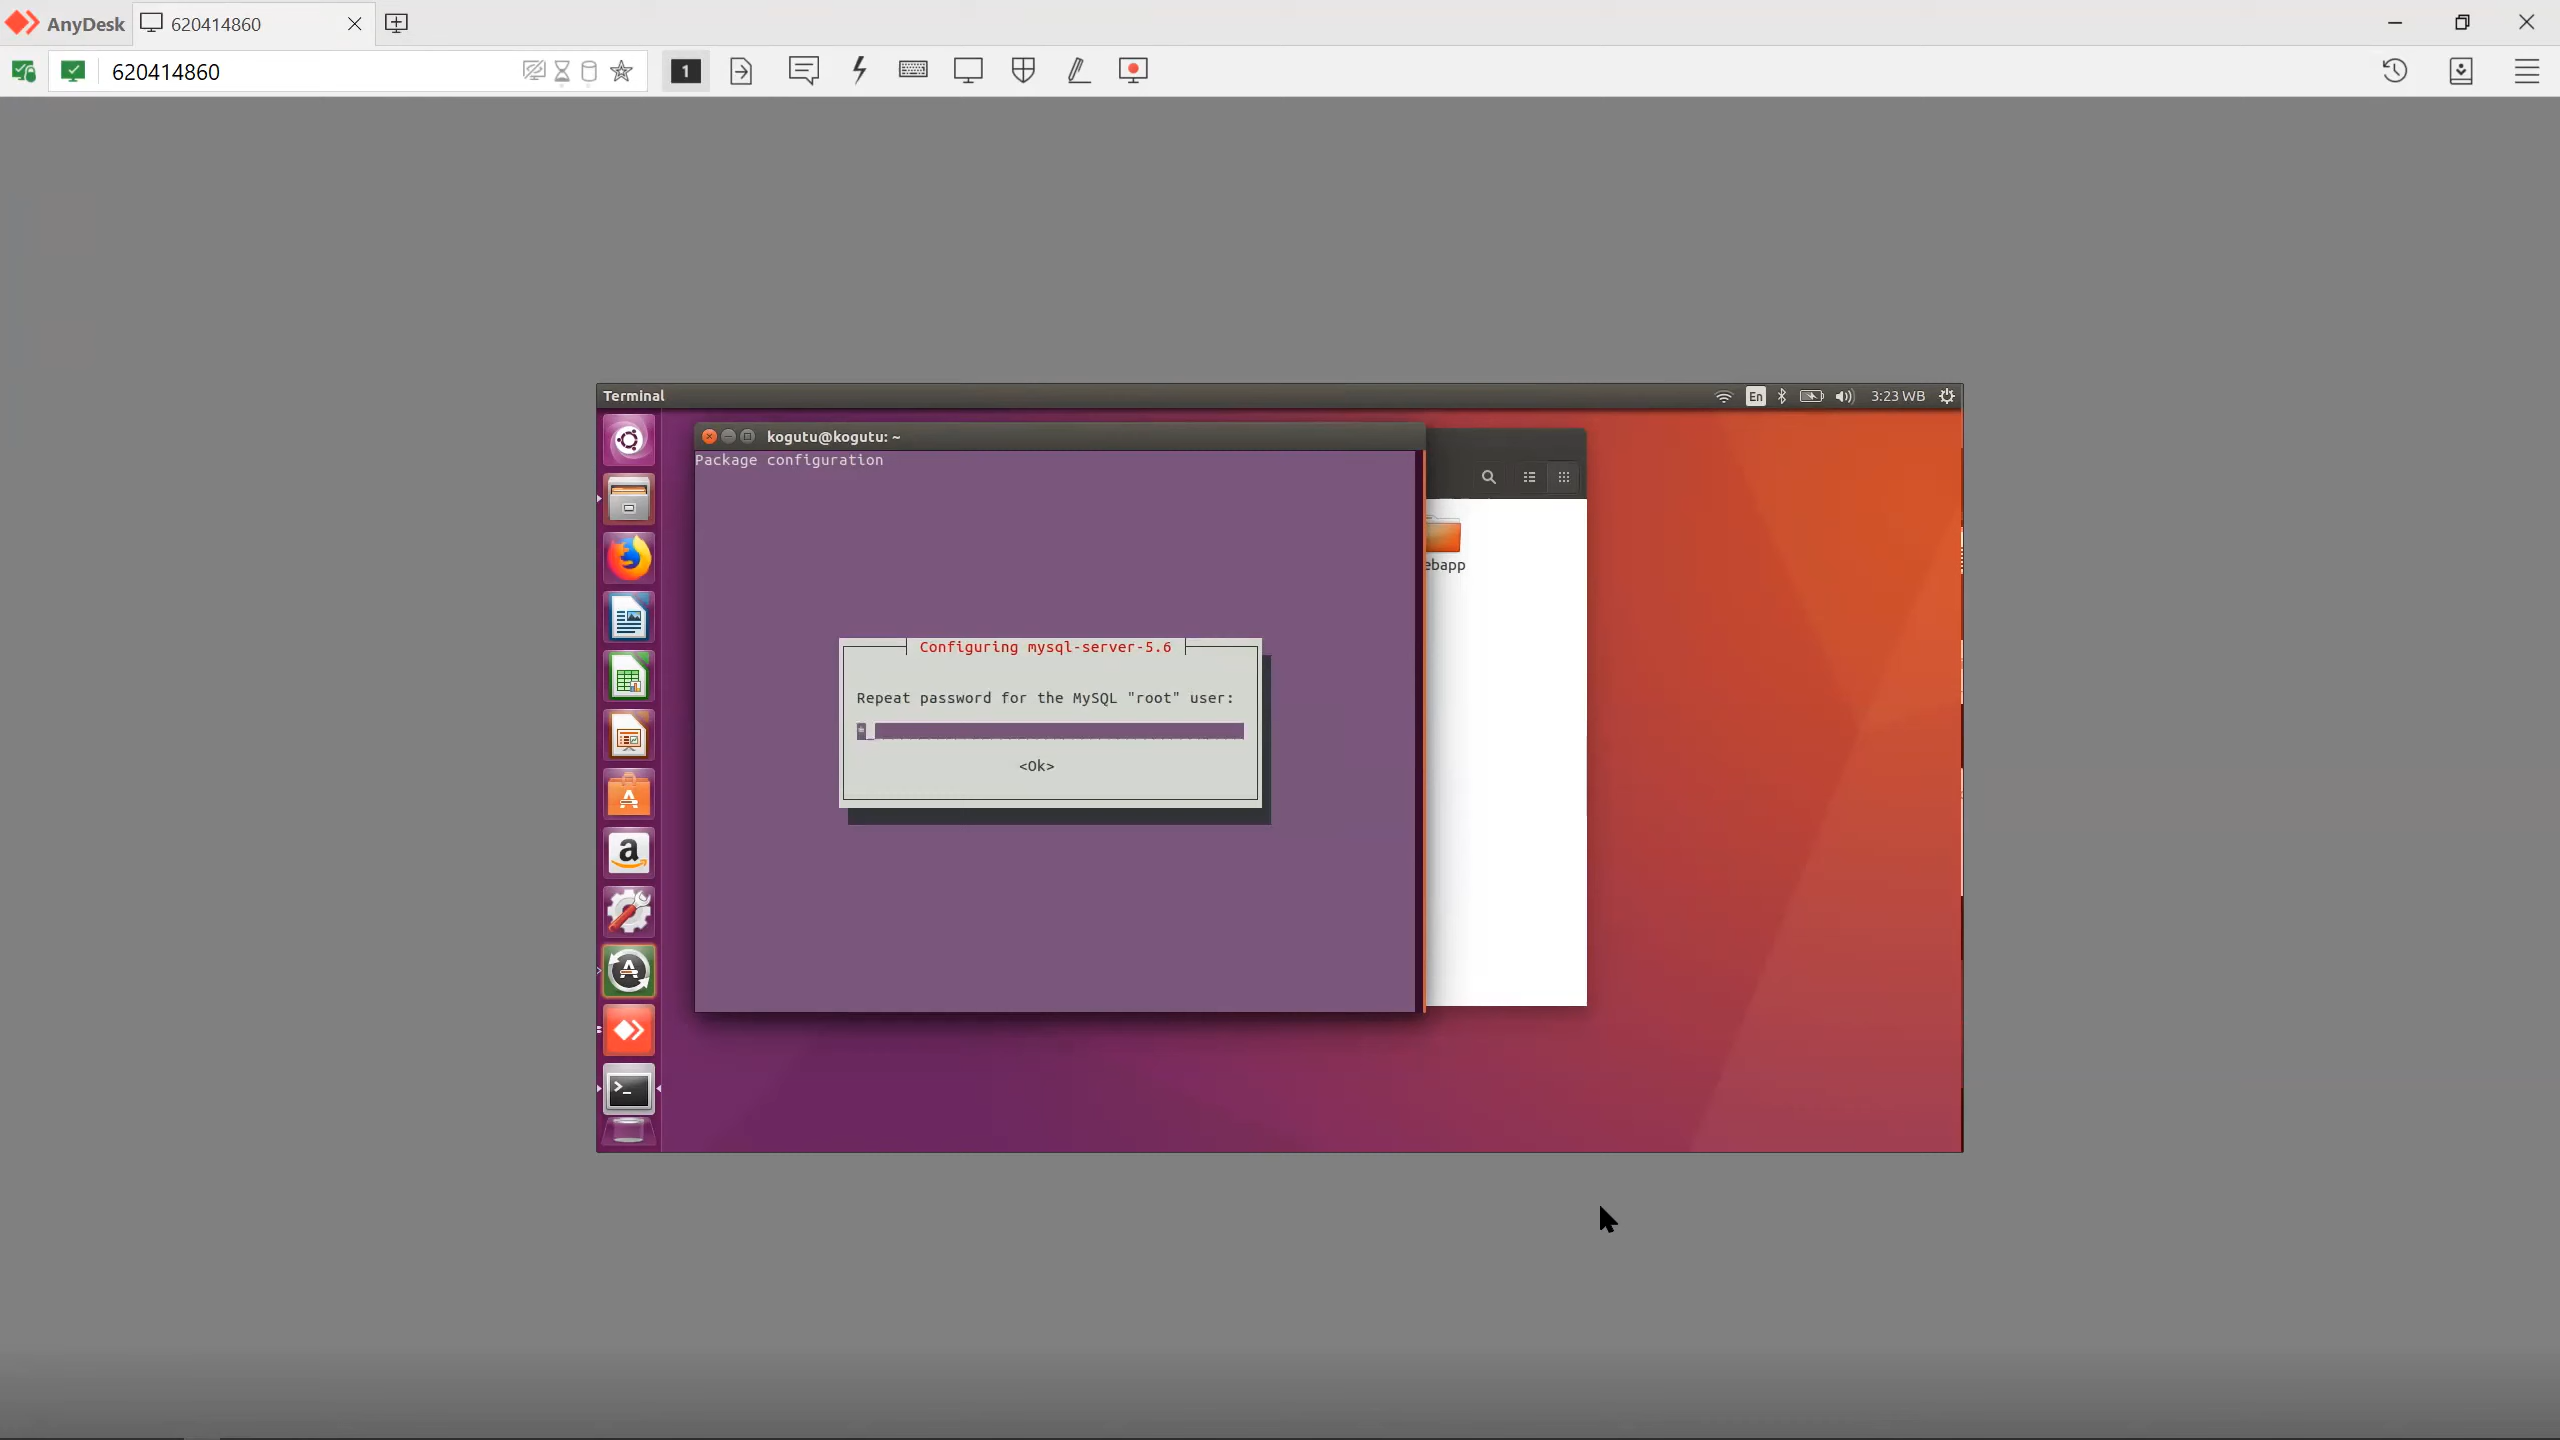 AnyDesk
620414860
620414860
1
Terminal
En
3:23 WB
kogutu@kogutu: ~
Package configuration
ebapp
Configuring mysql-server-5.6
Repeat password for the MySQL "root" user:
*
<Ok>